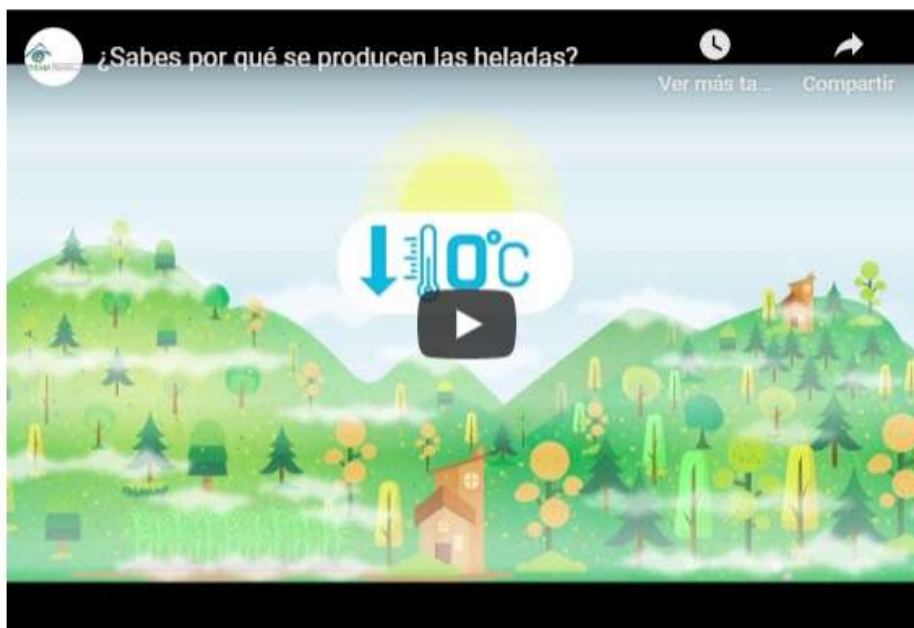 ¿Sabes por qué se producen las heladas?
Ver más ta...
Compartir
0°C